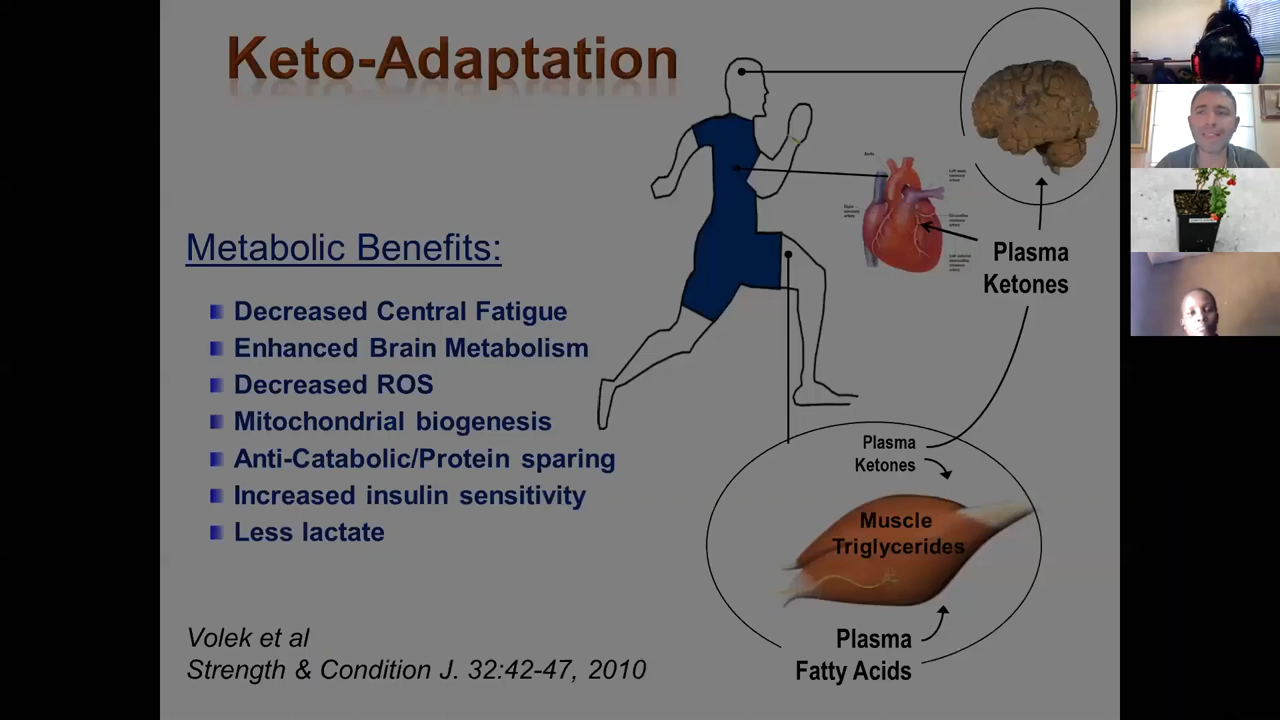 Keto-Adaptation
Metabolic Benefits:
Decreased Central Fatigue
Enhanced Brain Metabolism
Decreased ROS
Mitochondrial biogenesis
Anti-Catabolic/Protein sparing
Increased insulin sensitivity
Less lactate
Volek et al
Strength & Condition J. 32:42-47, 2010
Aorta
Plasma
Ketones
Plasma
Ketones
Muscle
Triglycerides
Plasma
Fatty Acids